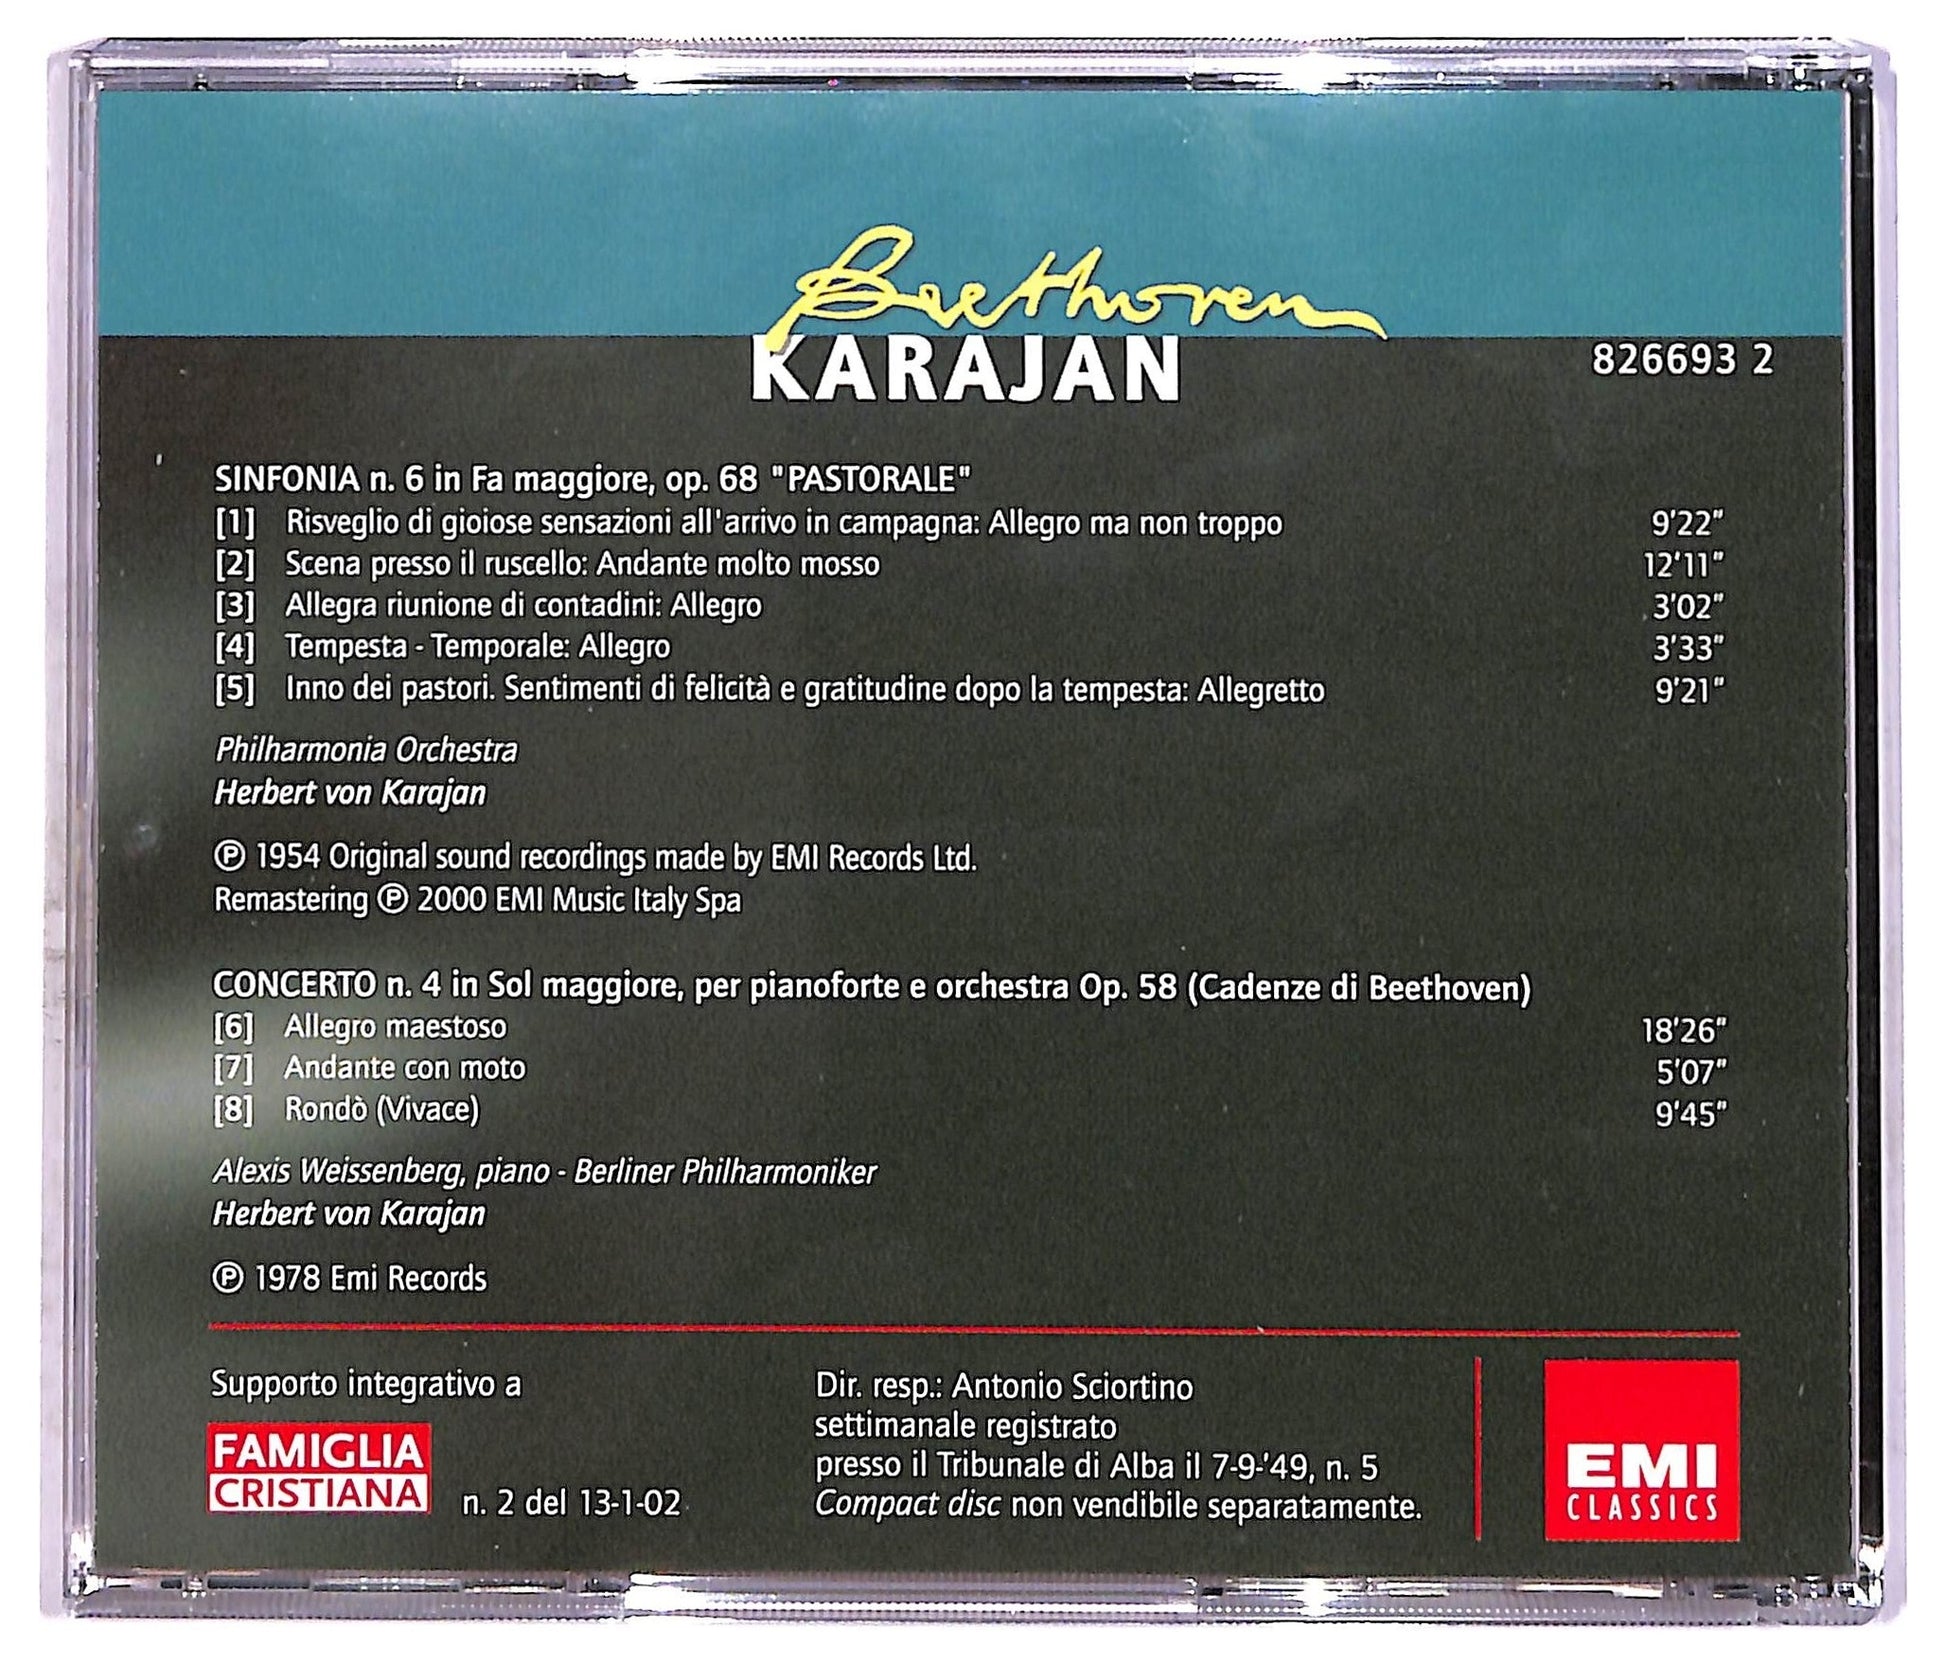 Beethoven
KARAJAN
826693 2
SINFONIA n. 6 in Fa maggiore, op. 68 "PASTORALE"
[1] Risveglio di gioiose sensazioni all'arrivo in campagna: Allegro ma non troppo 9'22"
[2] Scena presso il ruscello: Andante molto mosso 12'11"
[3] Allegra riunione di contadini: Allegro 3'02"
[4] Tempesta - Temporale: Allegro 3'33"
[5] Inno dei pastori. Sentimenti di felicità e gratitudine dopo la tempesta: Allegretto 9'21"
Philharmonia Orchestra
Herbert von Karajan
℗ 1954 Original sound recordings made by EMI Records Ltd.
Remastering ℗ 2000 EMI Music Italy Spa
CONCERTO n. 4 in Sol maggiore, per pianoforte e orchestra Op. 58 (Cadenze di Beethoven)
[6] Allegro maestoso 18'26"
[7] Andante con moto 5'07"
[8] Rondò (Vivace) 9'45"
Alexis Weissenberg, piano - Berliner Philharmoniker
Herbert von Karajan
℗ 1978 Emi Records
Supporto integrativo a
FAMIGLIA
CRISTIANA
n. 2 del 13-1-02
Dir. resp.: Antonio Sciortino
settimanale registrato
presso il Tribunale di Alba il 7-9-'49, n. 5
Compact disc non vendibile separatamente.
EMI
CLASSICS